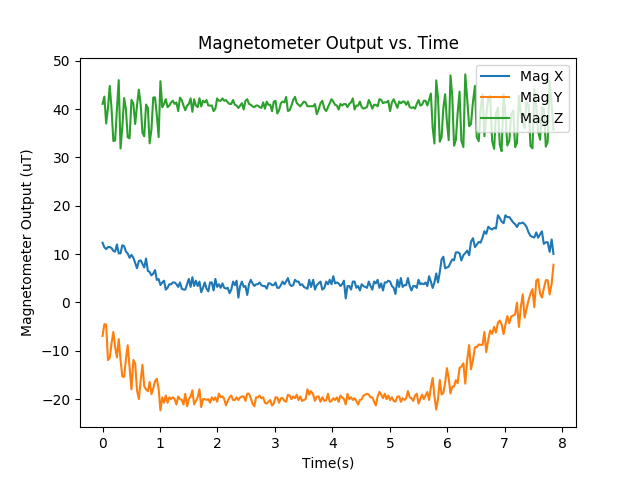 Magnetometer Output vs. Time
Mag X
Mag Y
Mag Z
Magnetometer Output (uT)
50
40
30
20
10
0
−10
−20
0 1 2 3 4 5 6 7 8
Time(s)